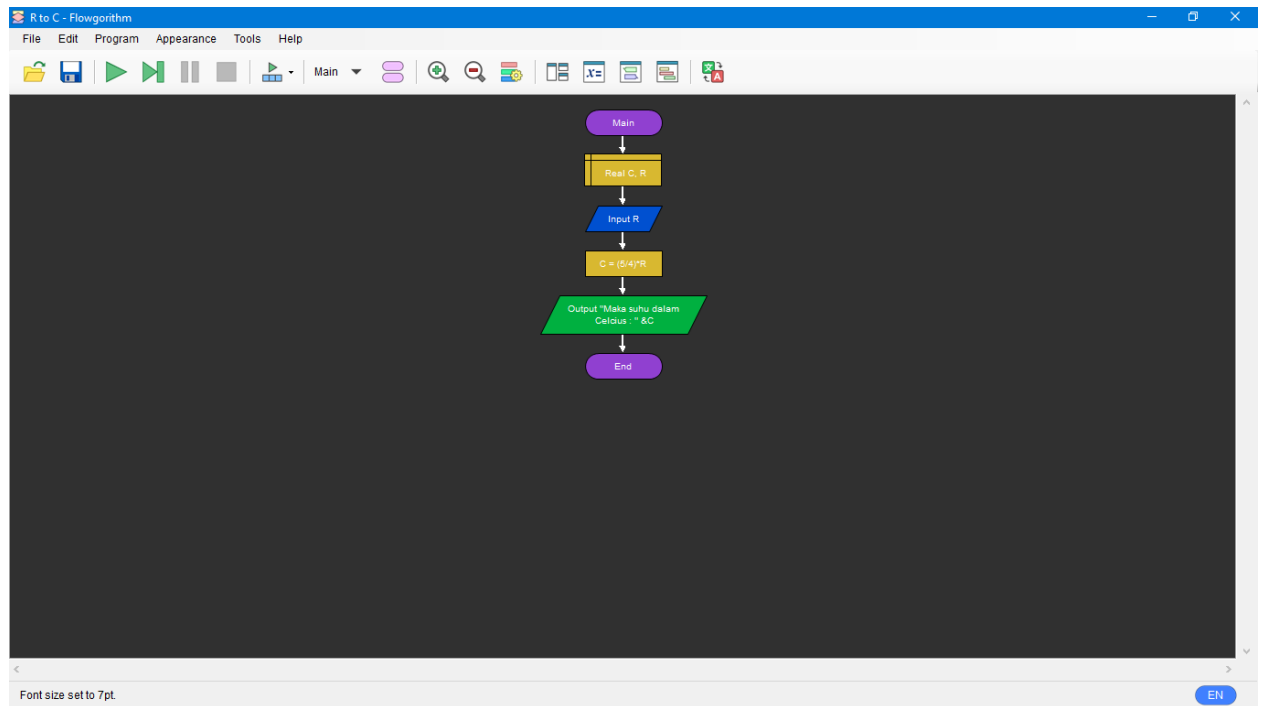 R to C - Flowgorithm
File Edit Program Appearance Tools Help
Main
x=
文 A
Main
Real C, R
Input R
C = (5/4)*R
Output "Maka suhu dalam
Celcius : " &C
End
Font size set to 7pt.
EN